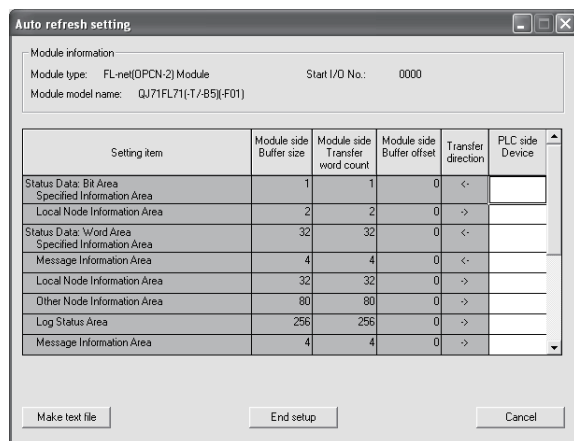 Auto refresh setting
Module information
Module type: FL-net(OPCN-2) Module Start I/O No.: 0000
Module model name: QJ71FL71(-T/-B5)(-F01)
Setting item Module side Buffer size Module side Transfer word count Module side Buffer offset Transfer direction PLC side Device
Status Data: Bit Area
Specified Information Area 1 1 0 <-
Local Node Information Area 2 2 0 ->
Status Data: Word Area
Specified Information Area 32 32 0 <-
Message Information Area 4 4 0 <-
Local Node Information Area 32 32 0 ->
Other Node Information Area 80 80 0 ->
Log Status Area 256 256 0 ->
Message Information Area 4 4 0 ->
Make text file End setup Cancel